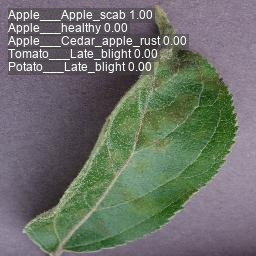 Apple___Apple_scab 1.00
Apple___healthy 0.00
Apple___Cedar_apple_rust 0.00
Tomato___Late_blight 0.00
Potato___Late_blight 0.00